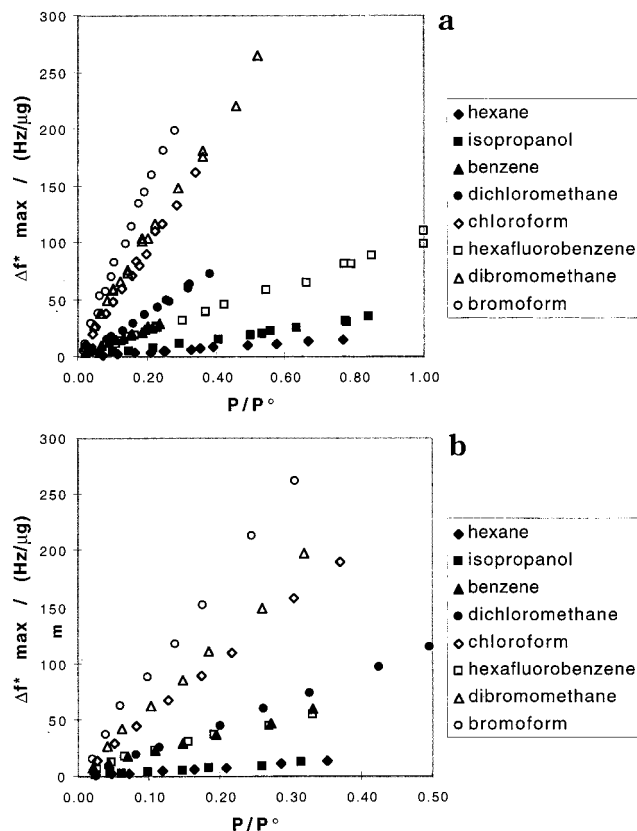 a
300
250
200
150
100
50
0
Δf* max / (Hz/μg)
0.00 0.20 0.40 0.60 0.80 1.00
P/P°
hexane
isopropanol
benzene
dichloromethane
chloroform
hexafluorobenzene
dibromomethane
bromoform
b
300
250
200
150
100
50
0
Δf* max / (Hz/μg)
m
0.00 0.10 0.20 0.30 0.40 0.50
P/P°
hexane
isopropanol
benzene
dichloromethane
chloroform
hexafluorobenzene
dibromomethane
bromoform